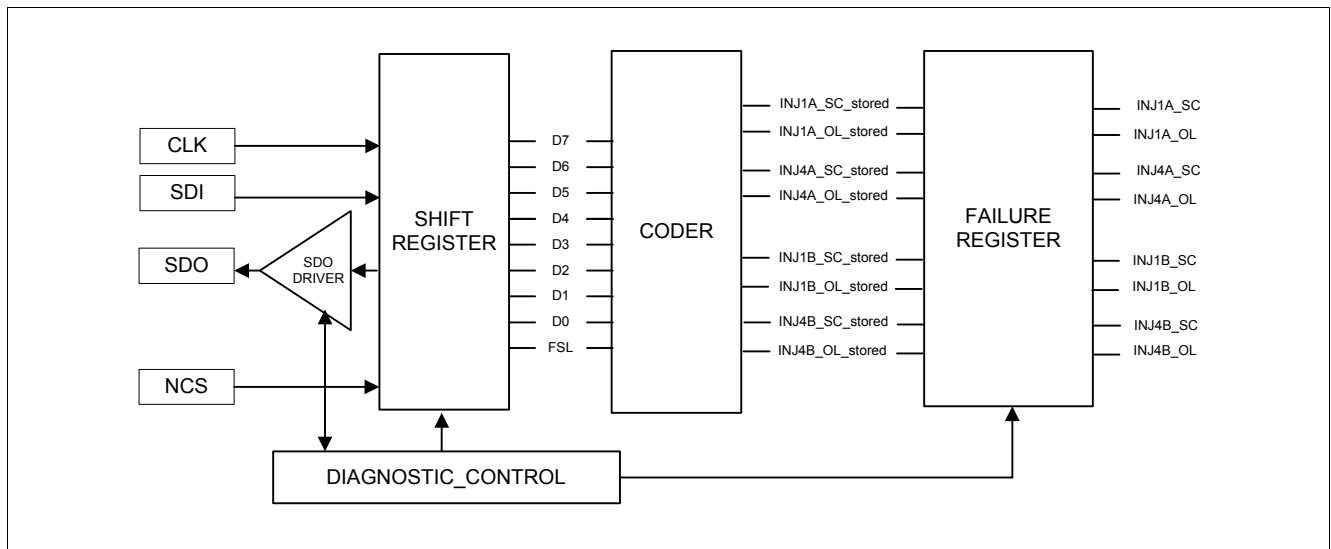 CLK
SDI
SDO
NCS
SDO
DRIVER
SHIFT
REGISTER
D7
D6
D5
D4
D3
D2
D1
D0
FSL
CODER
INJ1A_SC_stored
INJ1A_OL_stored
INJ4A_SC_stored
INJ4A_OL_stored
INJ1B_SC_stored
INJ1B_OL_stored
INJ4B_SC_stored
INJ4B_OL_stored
FAILURE
REGISTER
INJ1A_SC
INJ1A_OL
INJ4A_SC
INJ4A_OL
INJ1B_SC
INJ1B_OL
INJ4B_SC
INJ4B_OL
DIAGNOSTIC_CONTROL